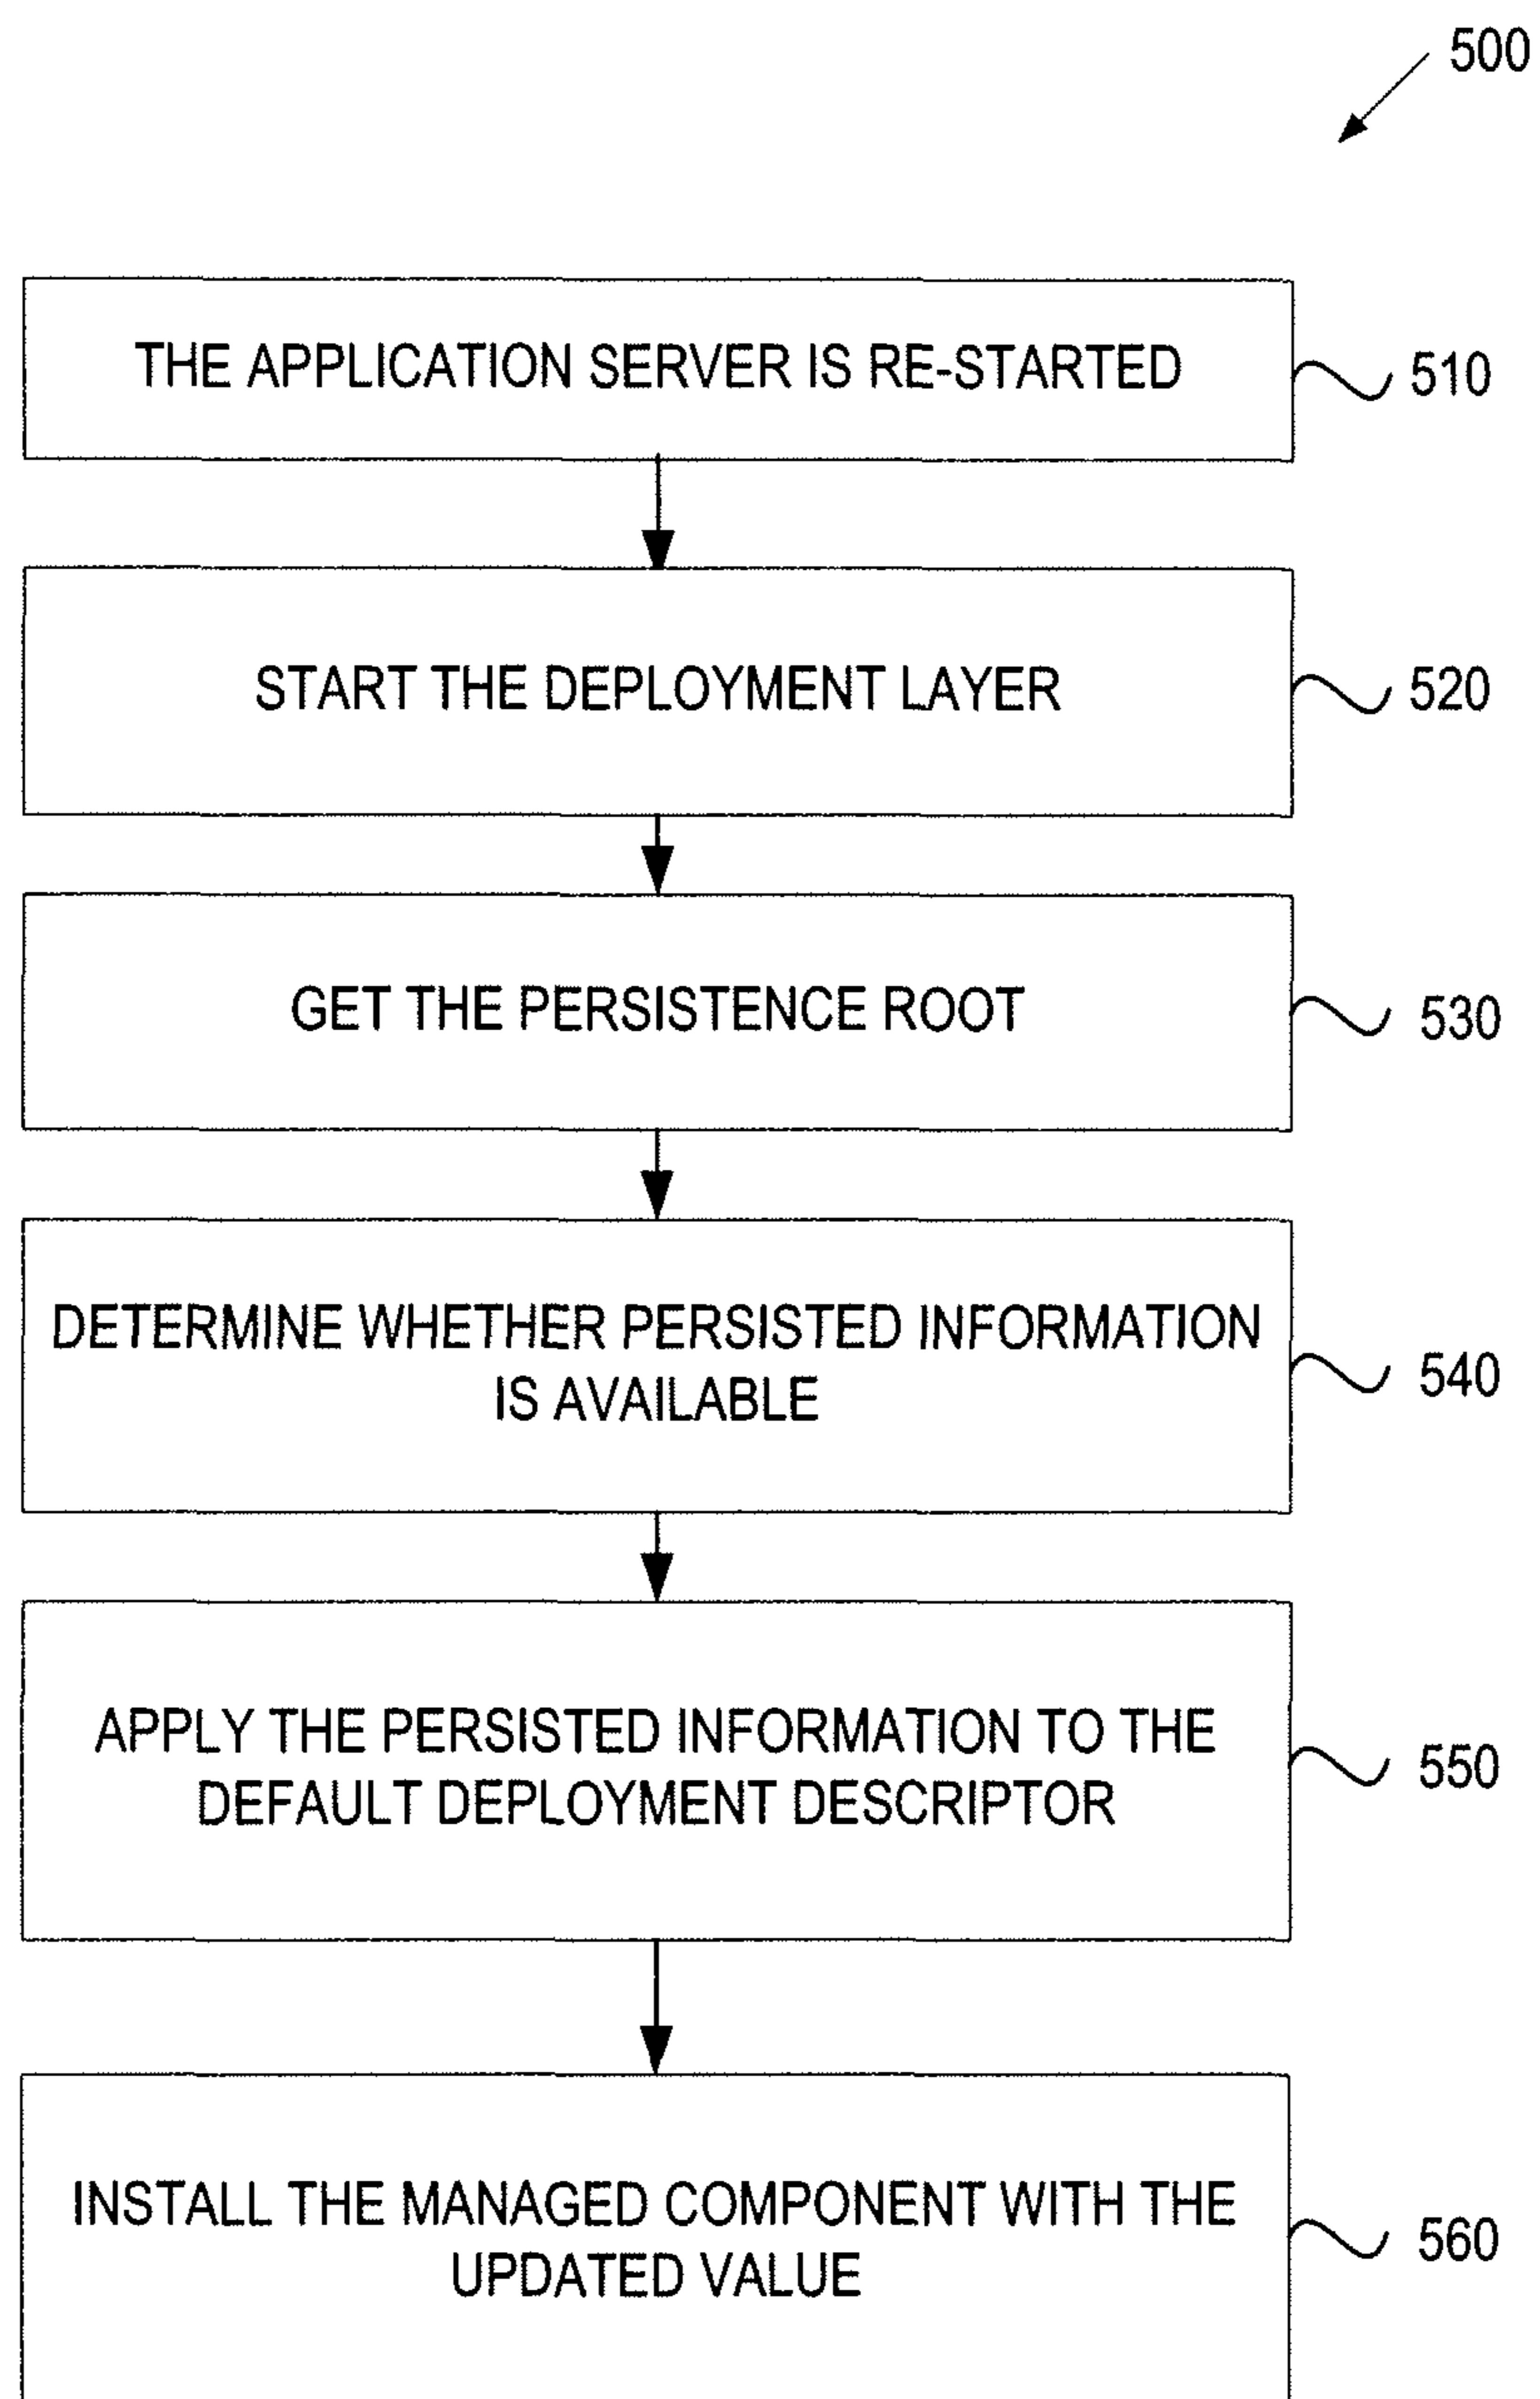 500
THE APPLICATION SERVER IS RE-STARTED
510
START THE DEPLOYMENT LAYER
520
GET THE PERSISTENCE ROOT
530
DETERMINE WHETHER PERSISTED INFORMATION
IS AVAILABLE
540
APPLY THE PERSISTED INFORMATION TO THE
DEFAULT DEPLOYMENT DESCRIPTOR
550
INSTALL THE MANAGED COMPONENT WITH THE
UPDATED VALUE
560